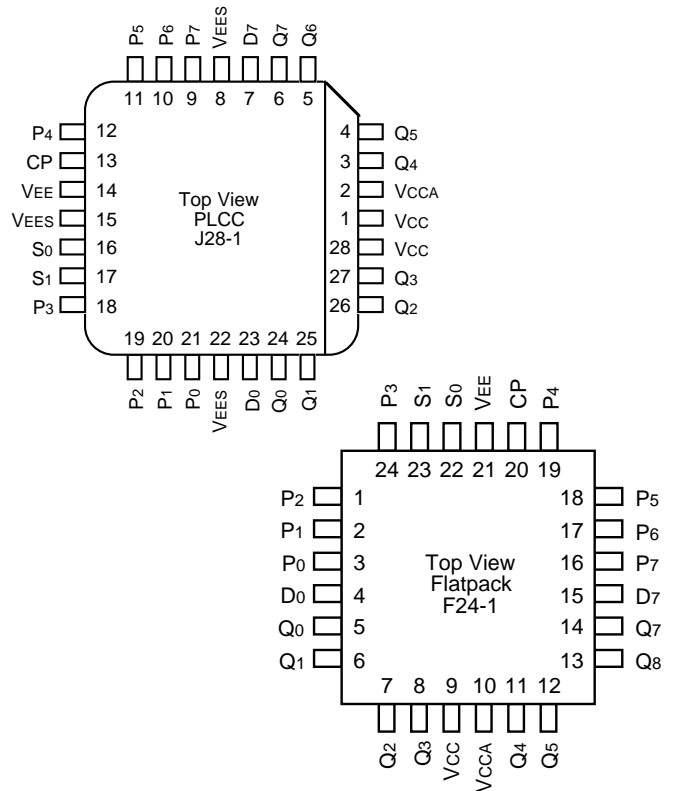 P5 P6 P7 VEES D7 Q7 Q6
11 10 9 8 7 6 5
P4 12
CP 13
VEE 14
VEES 15
S0 16
S1 17
P3 18
Top View
PLCC
J28-1
4 Q5
3 Q4
2 VCCA
1 VCC
28 VCC
27 Q3
26 Q2
19 20 21 22 23 24 25
P2 P1 P0 VEES D0 Q0 Q1
P3 S1 S0 VEE CP P4
24 23 22 21 20 19
P2 1
P1 2
P0 3
D0 4
Q0 5
Q1 6
Top View
Flatpack
F24-1
18 P5
17 P6
16 P7
15 D7
14 Q7
13 Q8
7 8 9 10 11 12
Q2 Q3 VCC VCCA Q4 Q5